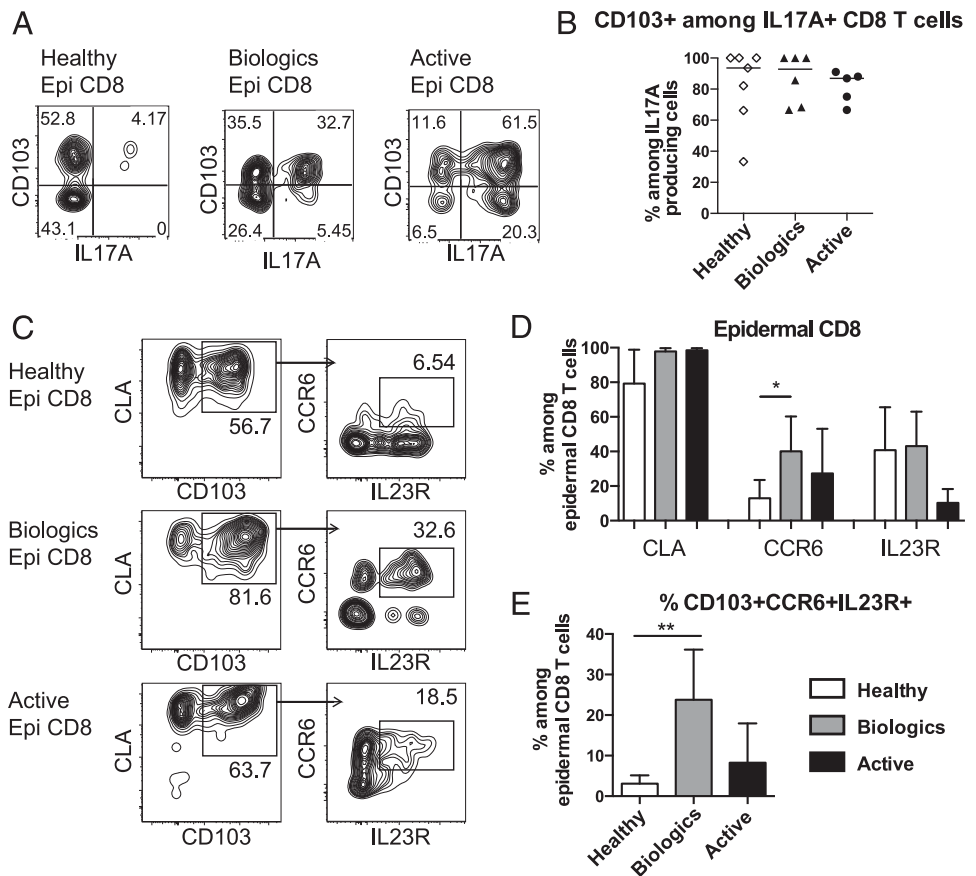 A
Healthy
Epi CD8
Biologics
Epi CD8
Active
Epi CD8
CD103
52.8
4.17
43.1
0
IL17A
CD103
35.5
32.7
26.4
5.45
IL17A
CD103
11.6
61.5
6.5
20.3
IL17A
B
CD103+ among IL17A+ CD8 T cells
% among IL17A
producing cells
100
80
60
40
20
0
Healthy
Biologics
Active
C
Healthy
Epi CD8
CLA
56.7
CD103
CCR6
6.54
IL23R
Biologics
Epi CD8
CLA
81.6
CD103
CCR6
32.6
IL23R
Active
Epi CD8
CLA
63.7
CD103
CCR6
18.5
IL23R
D
Epidermal CD8
% among
epidermal CD8 T cells
100
80
60
40
20
0
*
CLA
CCR6
IL23R
E
% CD103+CCR6+IL23R+
% among
epidermal CD8 T cells
40
30
20
10
0
**
Healthy
Biologics
Active
Healthy
Biologics
Active